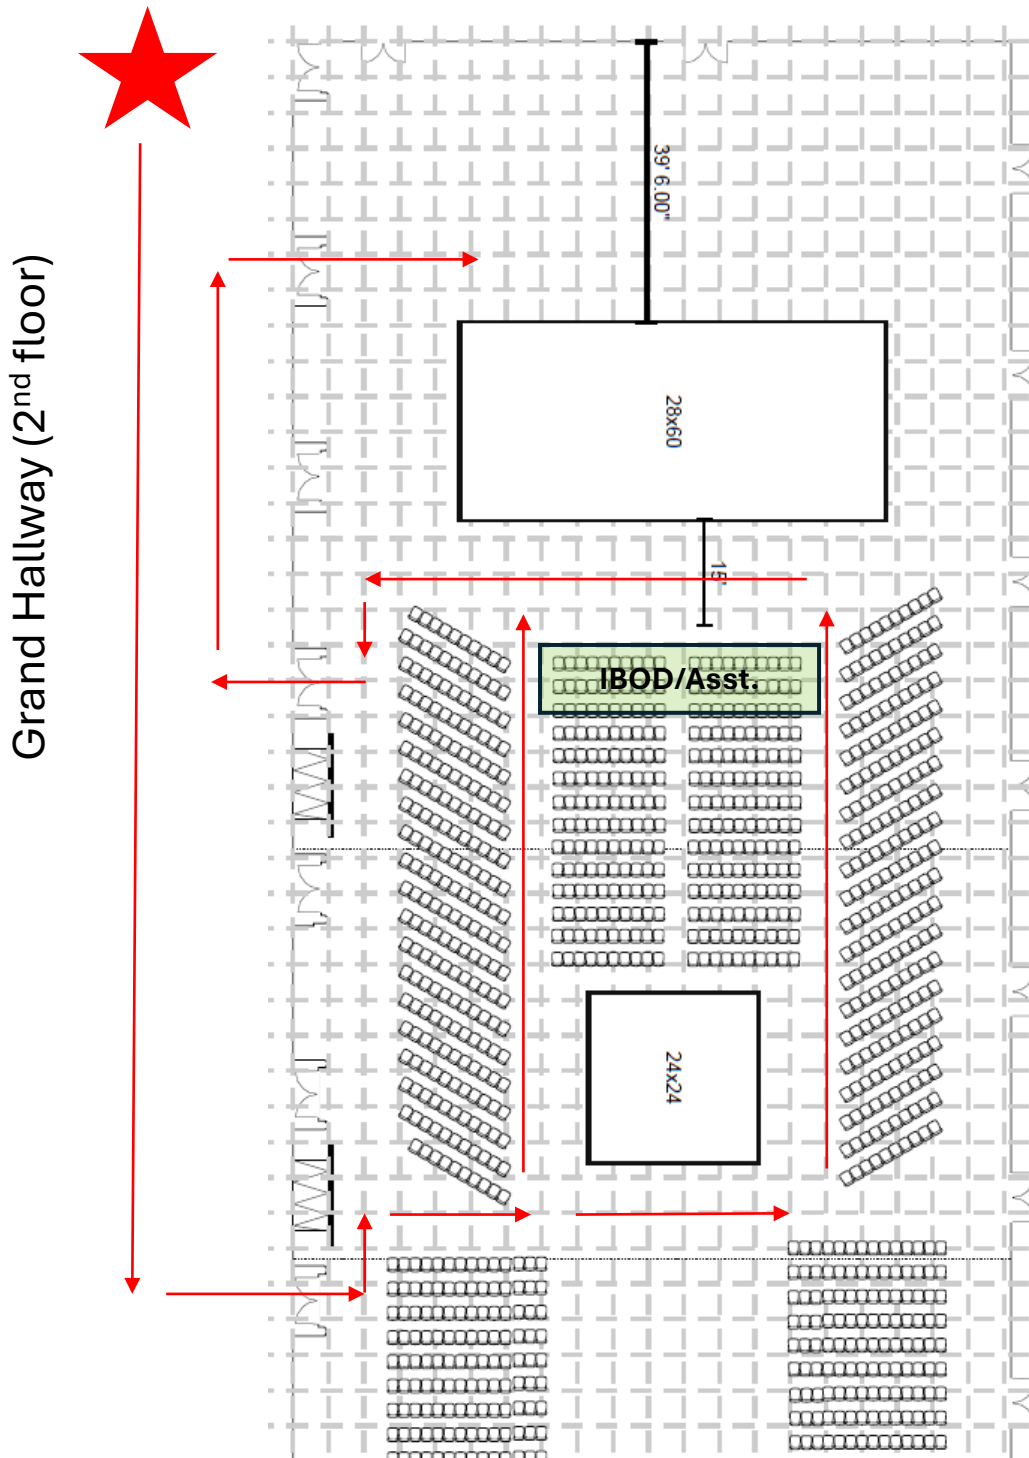 Grand Hallway (2nd floor)
39' 6.00"
28x60
15'
IBOD/Asst.
24x24